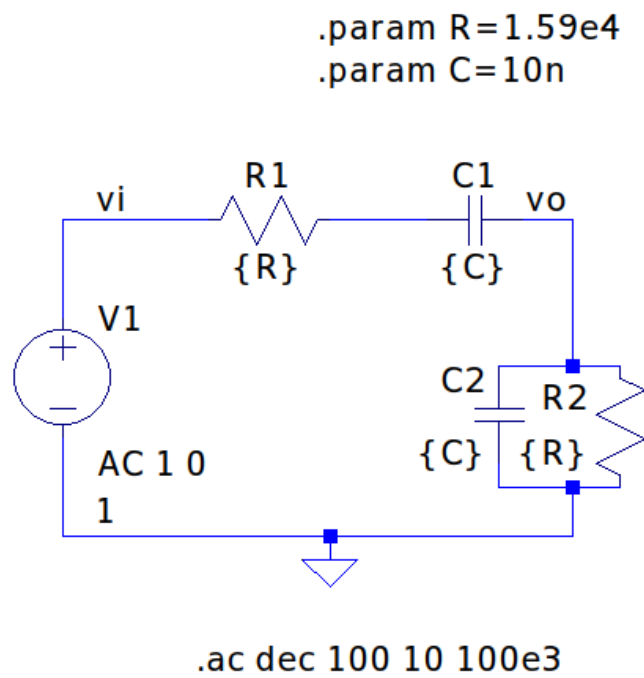 .param R=1.59e4
.param C=10n
R1
C1
vi
vo
{R}
{C}
V1
C2
R2
{C}
{R}
AC 1 0
1
.ac dec 100 10 100e3